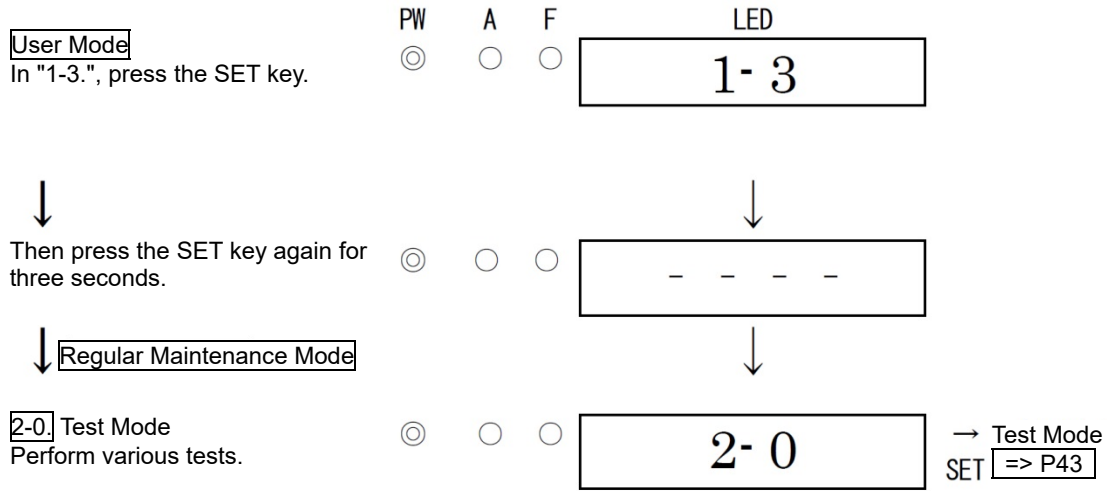 PW A F LED
User Mode
In "1-3.", press the SET key.
1- 3
Then press the SET key again for
three seconds.
- - - -
Regular Maintenance Mode
2-0. Test Mode
Perform various tests.
2- 0
→ Test Mode
SET => P43